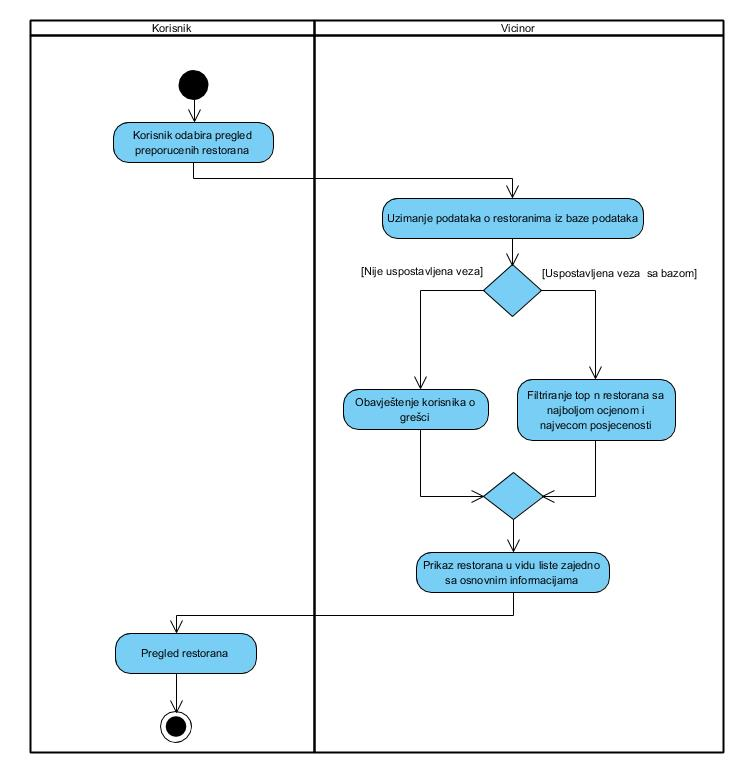 Korisnik
Vicinor
Korisnik odabira pregled
preporucenih restorana
Uzimanje podataka o restoranima iz baze podataka
[Nije uspostavljena veza]
[Uspostavljena veza  sa bazom]
Obavještenje korisnika o
grešci
Filtriranje top n restorana sa
najboljom ocjenom i
najvecom posjecenosti
Prikaz restorana u vidu liste zajedno
sa osnovnim informacijama
Pregled restorana